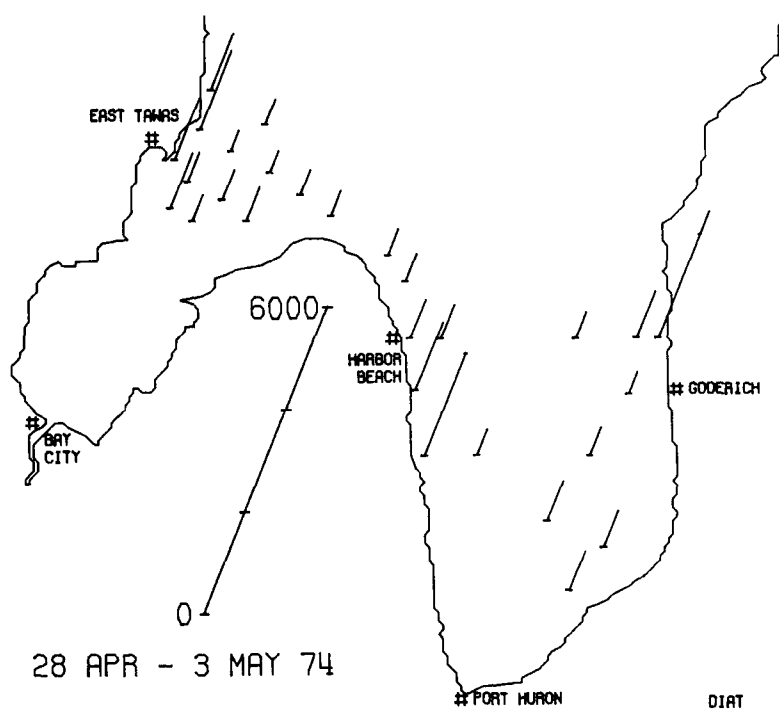 EAST TAWAS
6000
HARBOR
BEACH
GODERICH
BAY
CITY
0
28 APR - 3 MAY 74
PORT HURON
DIAT